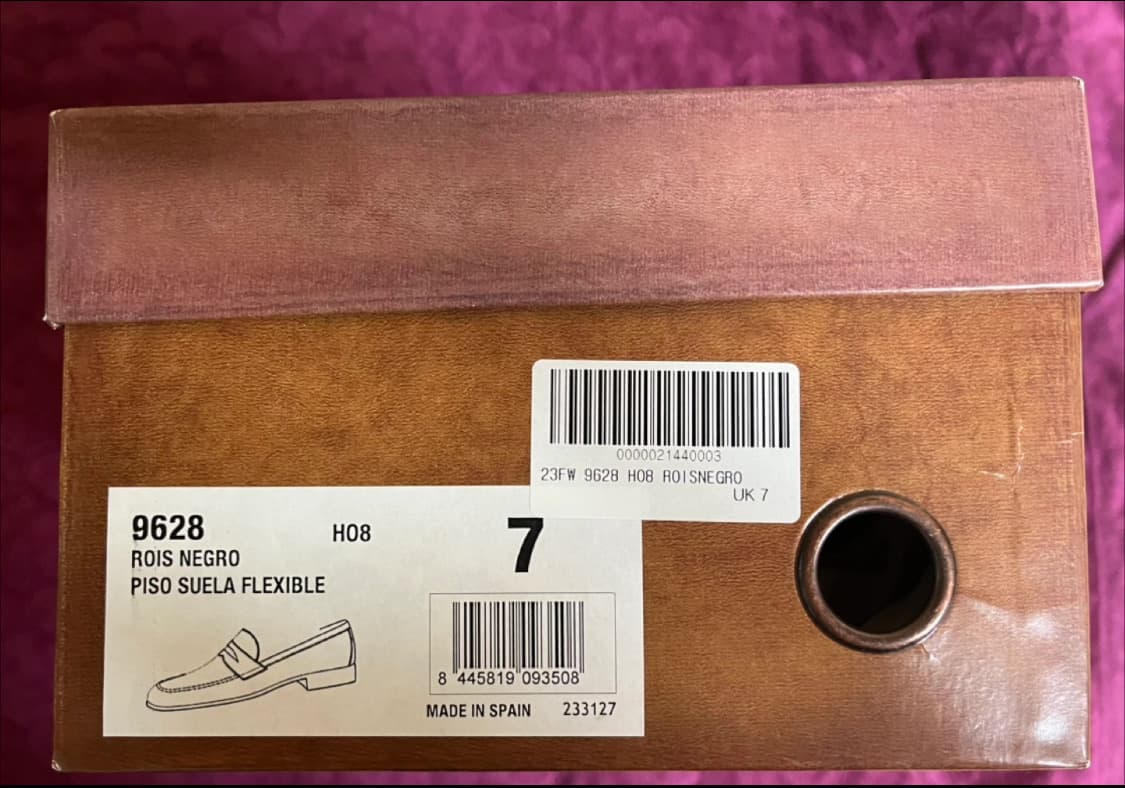 0000021440003
23FW 9628 H08 ROISNEGRO
UK 7
9628 H08 7
ROIS NEGRO
PISO SUELA FLEXIBLE
8 445819 093508
MADE IN SPAIN 233127